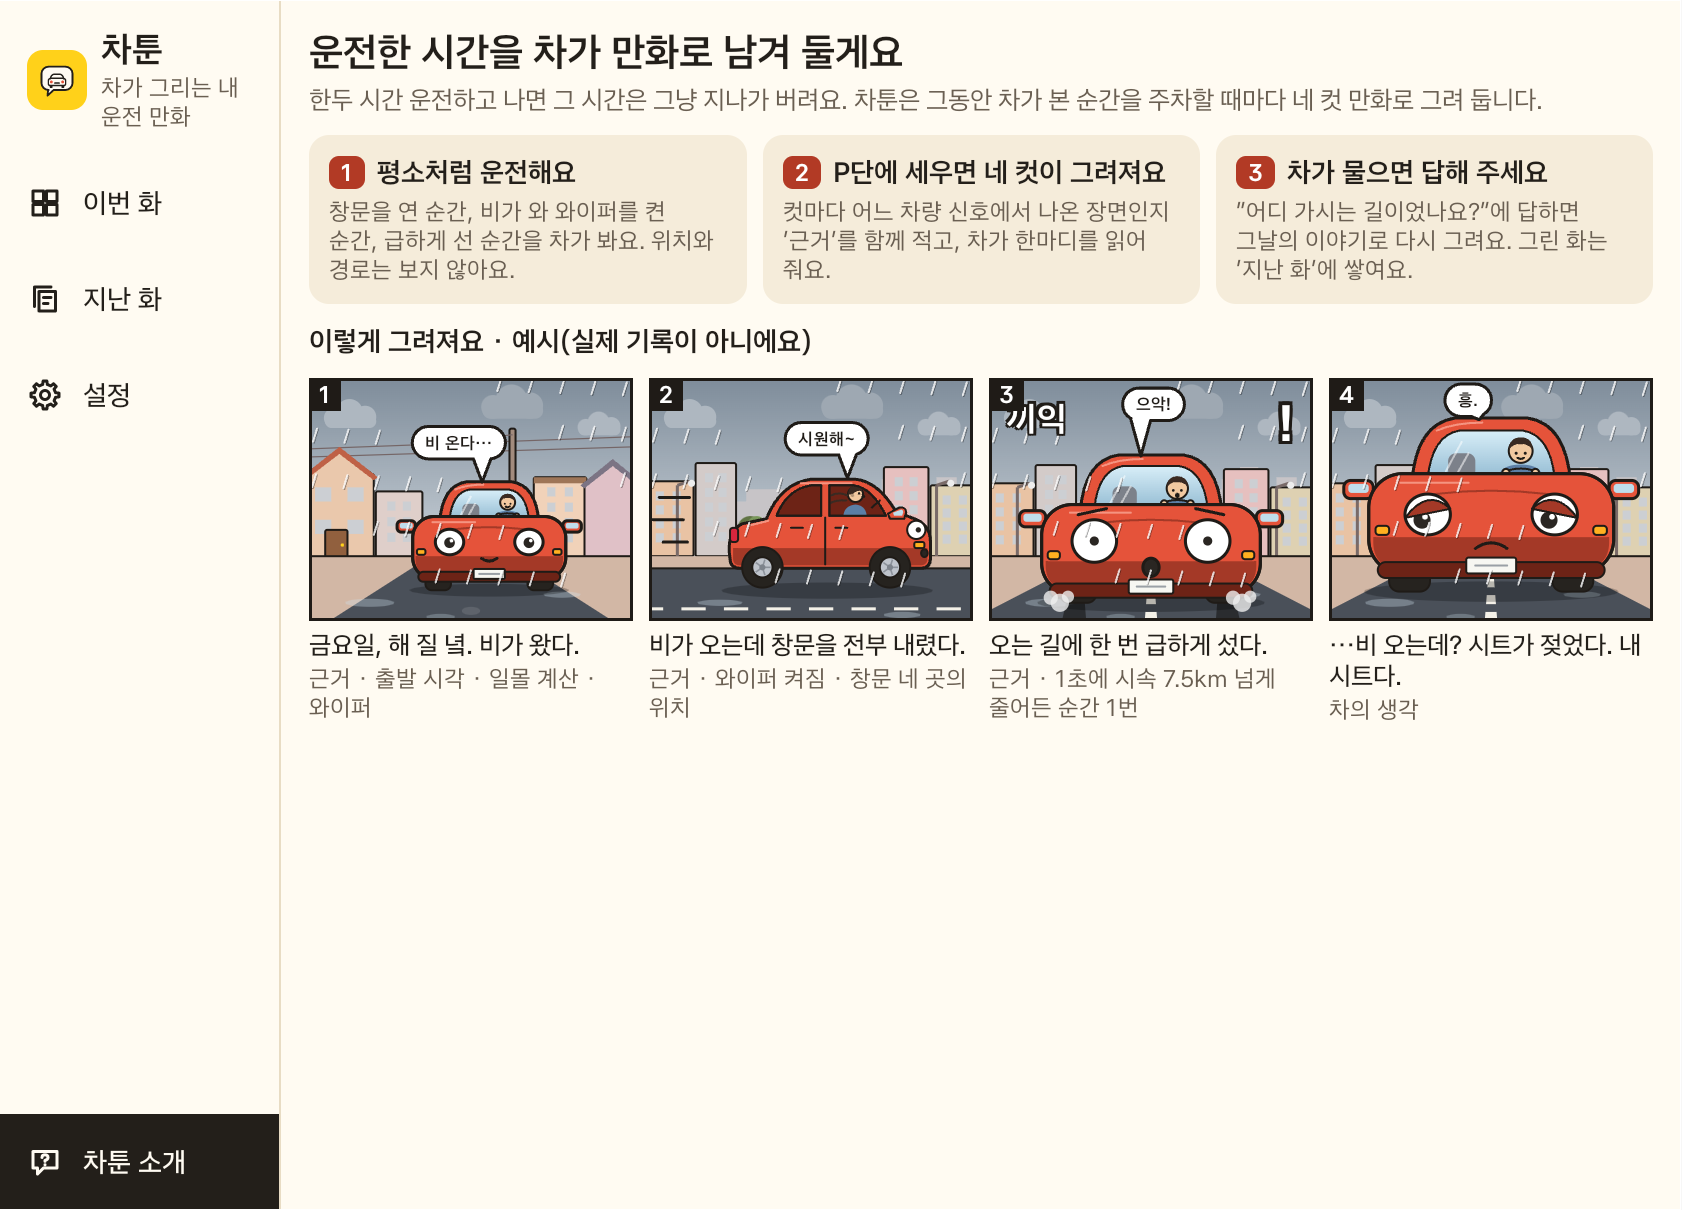 차툰
차가 그리는 내
운전 만화
이번 화
지난 화
설정
차툰 소개
운전한 시간을 차가 만화로 남겨 둘게요
한두 시간 운전하고 나면 그 시간은 그냥 지나가 버려요. 차툰은 그동안 차가 본 순간을 주차할 때마다 네 컷 만화로 그려 둡니다.
1 평소처럼 운전해요
창문을 연 순간, 비가 와 와이퍼를 켠
순간, 급하게 선 순간을 차가 봐요. 위치와
경로는 보지 않아요.
2 P단에 세우면 네 컷이 그려져요
컷마다 어느 차량 신호에서 나온 장면인지
'근거'를 함께 적고, 차가 한마디를 읽어
줘요.
3 차가 물으면 답해 주세요
"어디 가시는 길이었나요?"에 답하면
그날의 이야기로 다시 그려요. 그린 화는
'지난 화'에 쌓여요.
이렇게 그려져요 · 예시(실제 기록이 아니에요)
1
비 온다…
금요일, 해 질 녘. 비가 왔다.
근거 · 출발 시각 · 일몰 계산 ·
와이퍼
2
시원해~
비가 오는데 창문을 전부 내렸다.
근거 · 와이퍼 켜짐 · 창문 네 곳의
위치
3
끼익
으악!
!
오는 길에 한 번 급하게 섰다.
근거 · 1초에 시속 7.5km 넘게
줄어든 순간 1번
4
흥.
…비 오는데? 시트가 젖었다. 내
시트다.
차의 생각